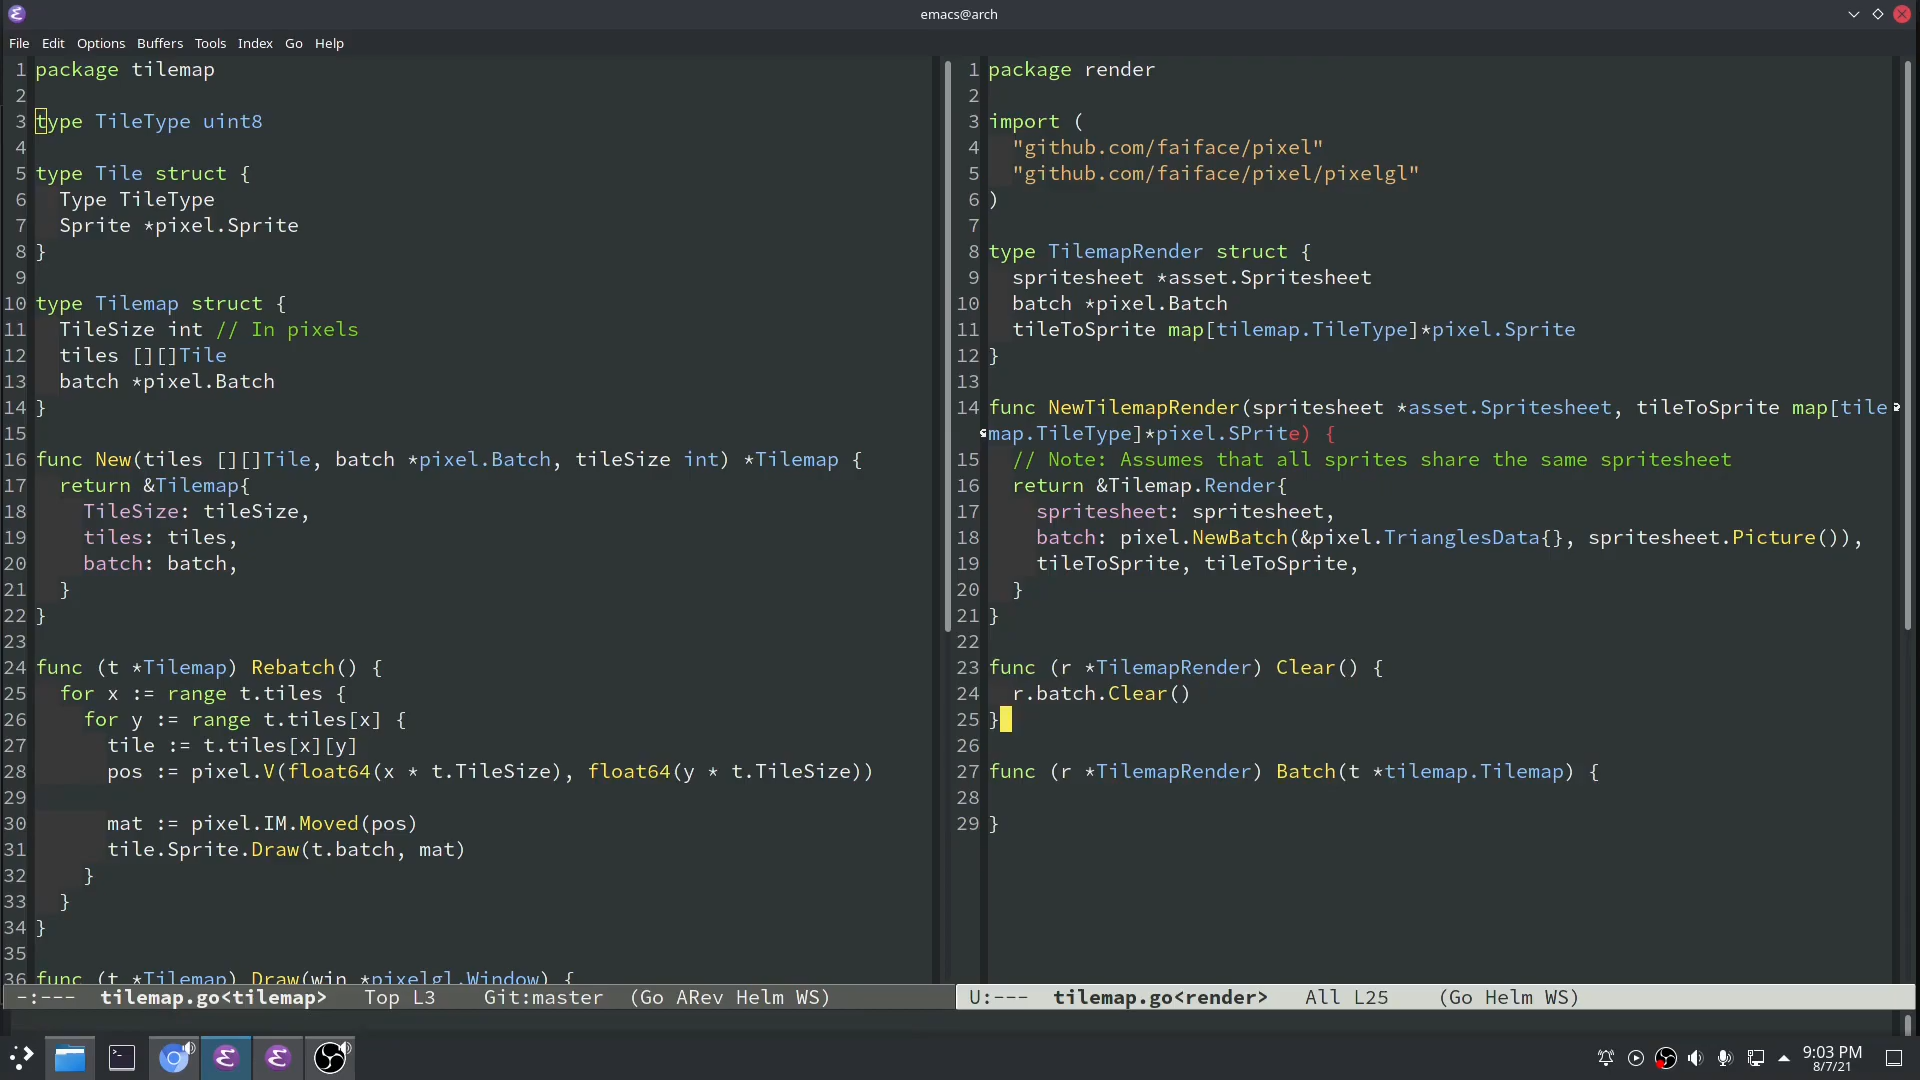 emacs@arch
File Edit Options Buffers Tools Index Go Help
1 package tilemap
2
3 type TileType uint8
4
5 type Tile struct {
6   Type TileType
7   Sprite *pixel.Sprite
8 }
9
10 type Tilemap struct {
11   TileSize int // In pixels
12   tiles [][]Tile
13   batch *pixel.Batch
14 }
15
16 func New(tiles [][]Tile, batch *pixel.Batch, tileSize int) *Tilemap {
17   return &Tilemap{
18     TileSize: tileSize,
19     tiles: tiles,
20     batch: batch,
21   }
22 }
23
24 func (t *Tilemap) Rebatch() {
25   for x := range t.tiles {
26     for y := range t.tiles[x] {
27       tile := t.tiles[x][y]
28       pos := pixel.V(float64(x * t.TileSize), float64(y * t.TileSize))
29
30       mat := pixel.IM.Moved(pos)
31       tile.Sprite.Draw(t.batch, mat)
32     }
33   }
34 }
35
36 func (t *Tilemap) Draw(win *pixelgl.Window) {
-:---  tilemap.go<tilemap>   Top L3    Git:master  (Go ARev Helm WS)
1 package render
2
3 import (
4   "github.com/faiface/pixel"
5   "github.com/faiface/pixel/pixelgl"
6 )
7
8 type TilemapRender struct {
9   spritesheet *asset.Spritesheet
10   batch *pixel.Batch
11   tileToSprite map[tilemap.TileType]*pixel.Sprite
12 }
13
14 func NewTilemapRender(spritesheet *asset.Spritesheet, tileToSprite map[tile
map.TileType]*pixel.SPrite) {
15   // Note: Assumes that all sprites share the same spritesheet
16   return &Tilemap.Render{
17     spritesheet: spritesheet,
18     batch: pixel.NewBatch(&pixel.TrianglesData{}, spritesheet.Picture()),
19     tileToSprite, tileToSprite,
20   }
21 }
22
23 func (r *TilemapRender) Clear() {
24   r.batch.Clear()
25 }
26
27 func (r *TilemapRender) Batch(t *tilemap.Tilemap) {
28
29 }
U:---  tilemap.go<render>   All L25    (Go Helm WS)
9:03 PM
8/7/21